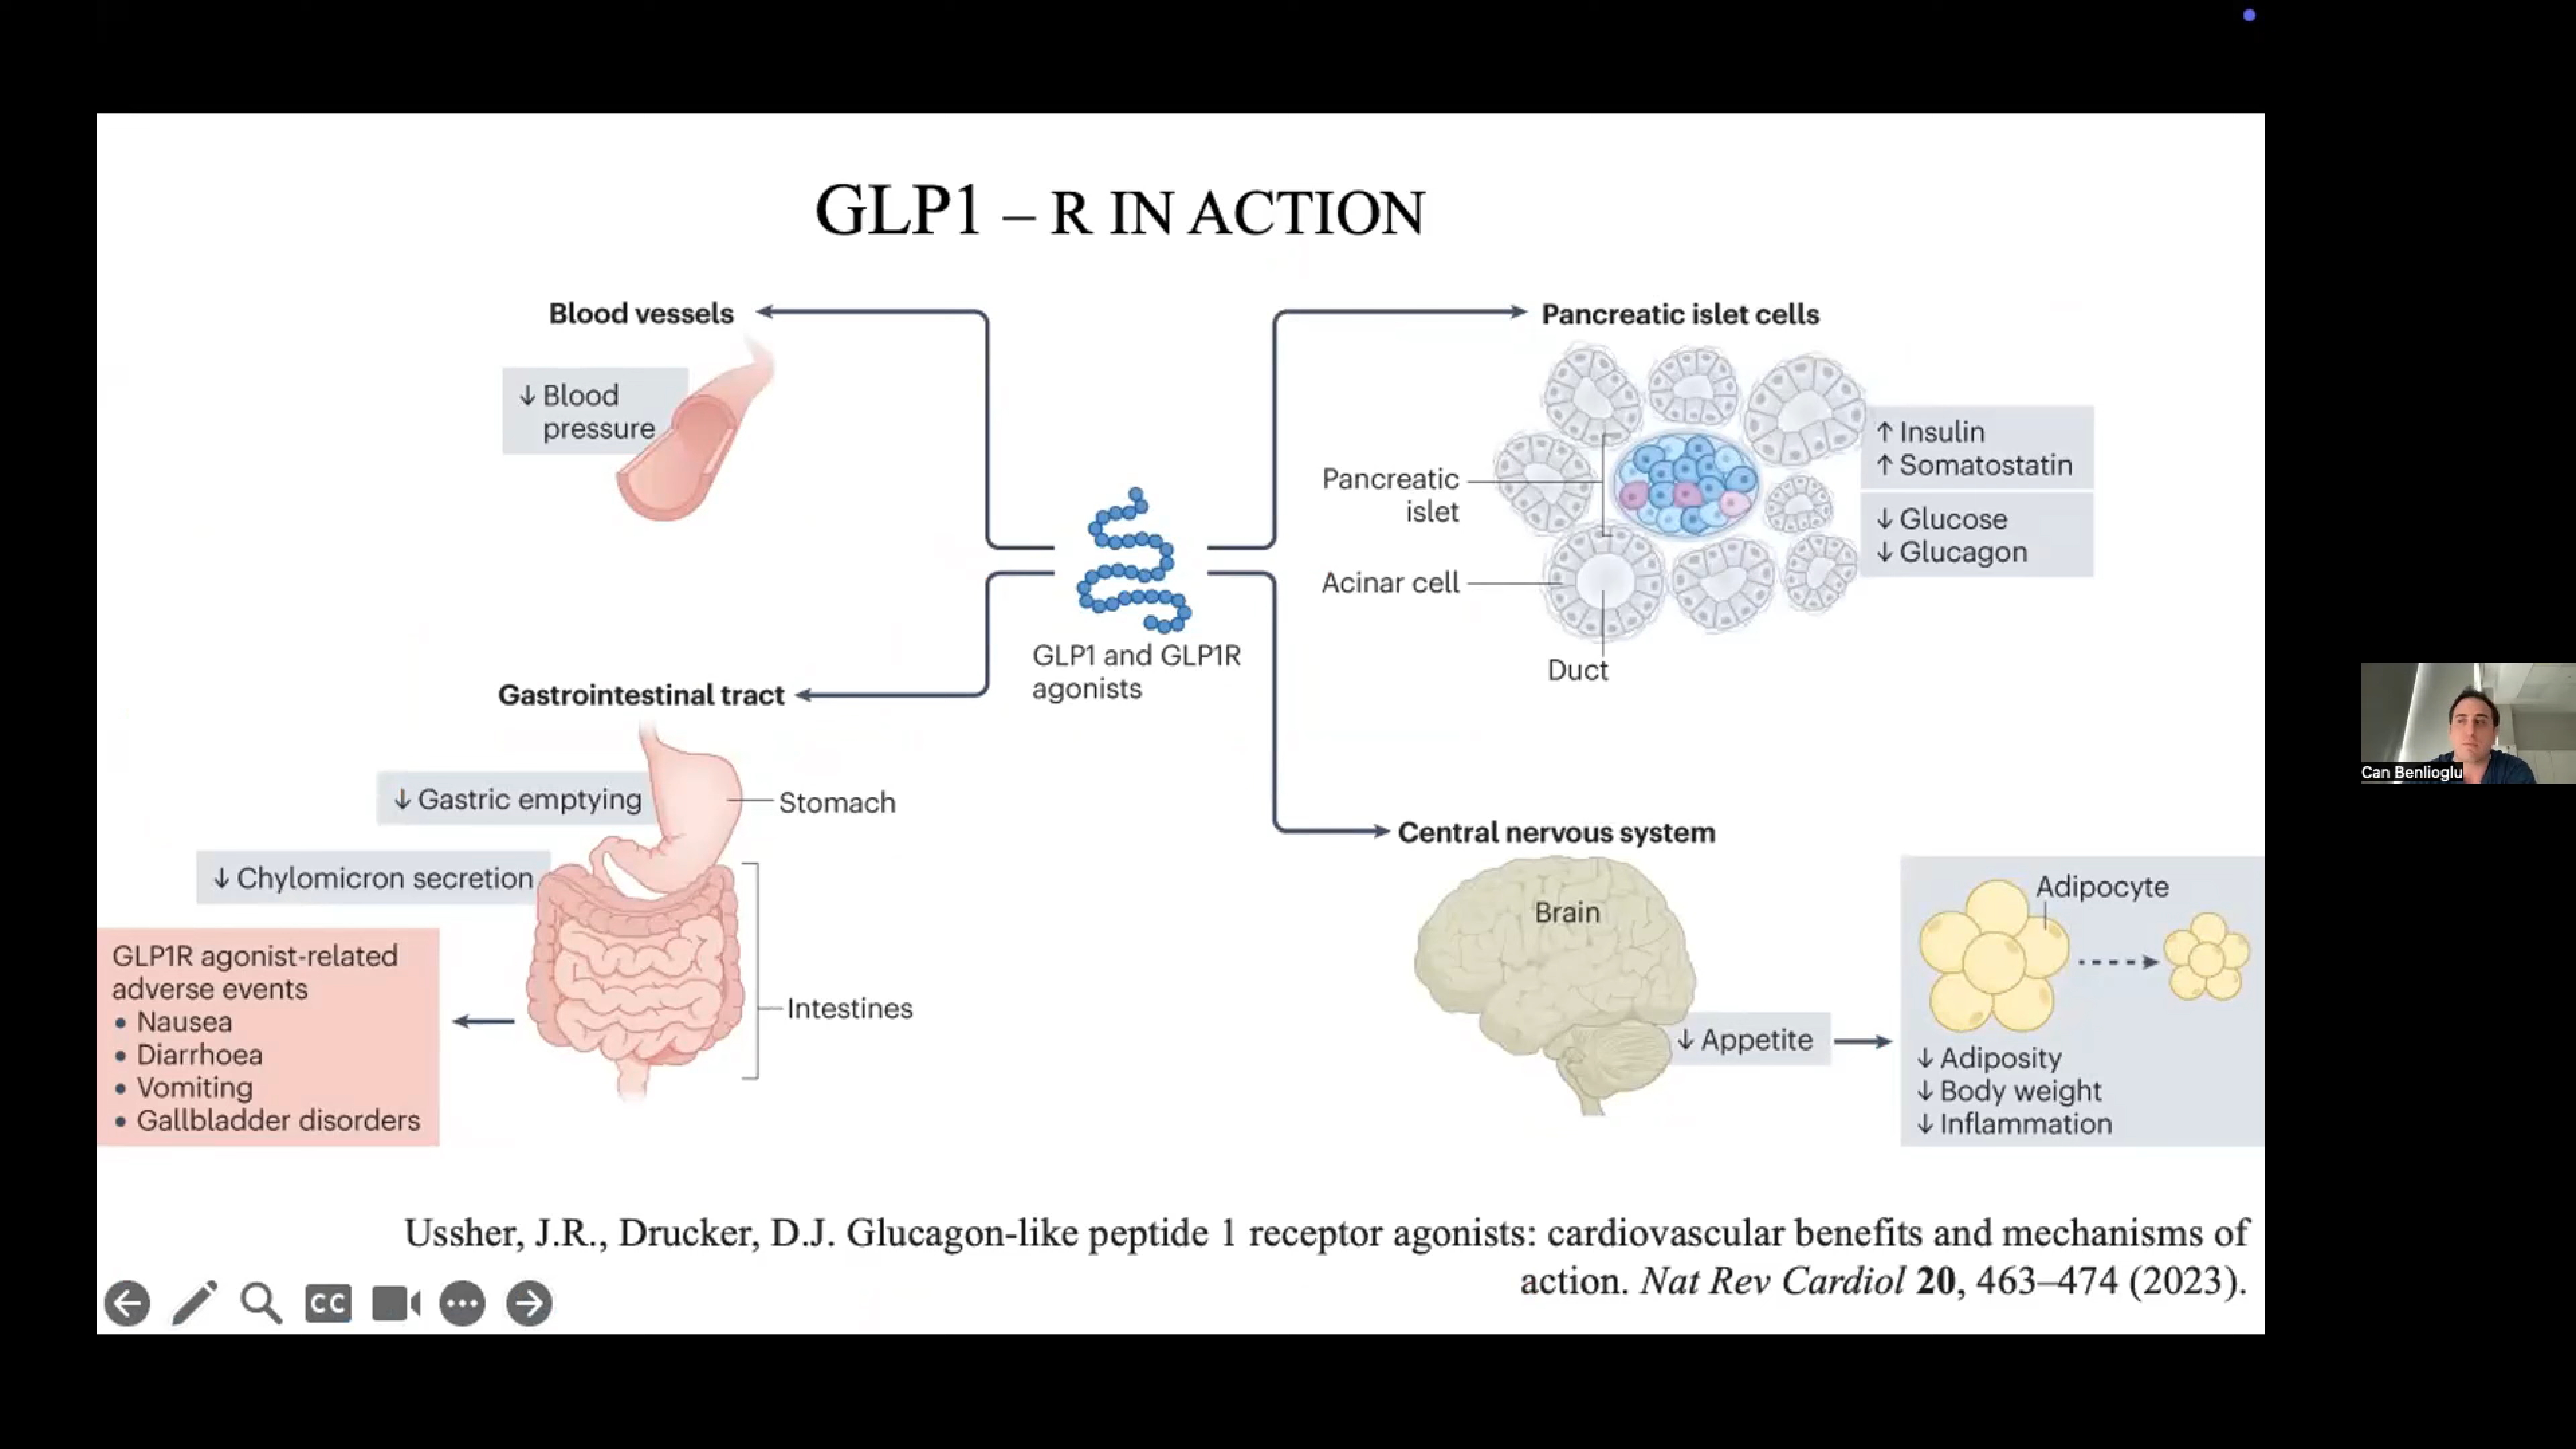 GLP1 – R IN ACTION
Blood vessels
↓ Blood
pressure
Pancreatic islet cells
Pancreatic
islet
Acinar cell
Duct
↑ Insulin
↑ Somatostatin
↓ Glucose
↓ Glucagon
GLP1 and GLP1R
agonists
Gastrointestinal tract
↓ Gastric emptying
Stomach
↓ Chylomicron secretion
Intestines
GLP1R agonist-related
adverse events
• Nausea
• Diarrhoea
• Vomiting
• Gallbladder disorders
Central nervous system
Brain
↓ Appetite
Adipocyte
↓ Adiposity
↓ Body weight
↓ Inflammation
Ussher, J.R., Drucker, D.J. Glucagon-like peptide 1 receptor agonists: cardiovascular benefits and mechanisms of
action. Nat Rev Cardiol 20, 463–474 (2023).
CC
Can Benlioglu